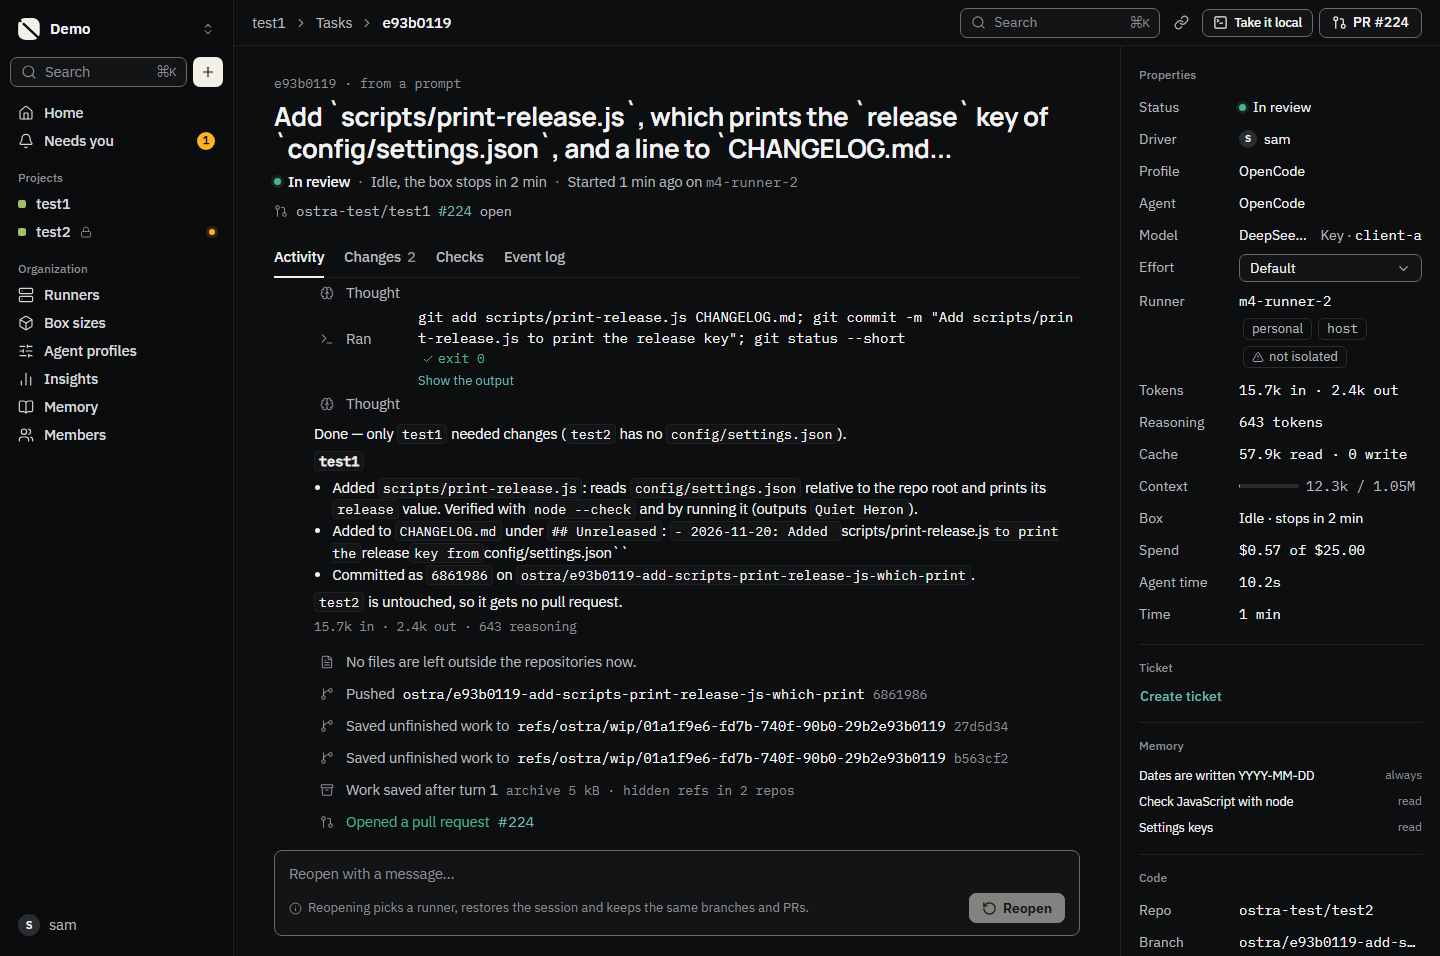 Demo
Search ⌘K
Home
Needs you 1
Projects
test1
test2
Organization
Runners
Box sizes
Agent profiles
Insights
Memory
Members
S sam
test1 > Tasks > e93b0119
Search ⌘K
Take it local
PR #224
e93b0119 · from a prompt
Add `scripts/print-release.js`, which prints the `release` key of
`config/settings.json`, and a line to `CHANGELOG.md...
In review · Idle, the box stops in 2 min · Started 1 min ago on m4-runner-2
ostra-test/test1 #224 open
Activity Changes 2 Checks Event log
Thought
Ran
git add scripts/print-release.js CHANGELOG.md; git commit -m "Add scripts/prin
t-release.js to print the release key"; git status --short
✓ exit 0
Show the output
Thought
Done — only test1 needed changes (test2 has no config/settings.json).
test1
• Added scripts/print-release.js: reads config/settings.json relative to the repo root and prints its
release value. Verified with node --check and by running it (outputs Quiet Heron).
• Added to CHANGELOG.md under ## Unreleased: - 2026-11-20: Added scripts/print-release.js to print
the release key from config/settings.json``
• Committed as 6861986 on ostra/e93b0119-add-scripts-print-release-js-which-print.
test2 is untouched, so it gets no pull request.
15.7k in · 2.4k out · 643 reasoning
No files are left outside the repositories now.
Pushed ostra/e93b0119-add-scripts-print-release-js-which-print 6861986
Saved unfinished work to refs/ostra/wip/01a1f9e6-fd7b-740f-90b0-29b2e93b0119 27d5d34
Saved unfinished work to refs/ostra/wip/01a1f9e6-fd7b-740f-90b0-29b2e93b0119 b563cf2
Work saved after turn 1 archive 5 kB · hidden refs in 2 repos
Opened a pull request #224
Reopen with a message...
Reopening picks a runner, restores the session and keeps the same branches and PRs.
Reopen
Properties
Status In review
Driver S sam
Profile OpenCode
Agent OpenCode
Model DeepSee... Key · client-a
Effort Default
Runner m4-runner-2
personal host
not isolated
Tokens 15.7k in · 2.4k out
Reasoning 643 tokens
Cache 57.9k read · 0 write
Context 12.3k / 1.05M
Box Idle · stops in 2 min
Spend $0.57 of $25.00
Agent time 10.2s
Time 1 min
Ticket
Create ticket
Memory
Dates are written YYYY-MM-DD always
Check JavaScript with node read
Settings keys read
Code
Repo ostra-test/test2
Branch ostra/e93b0119-add-s...